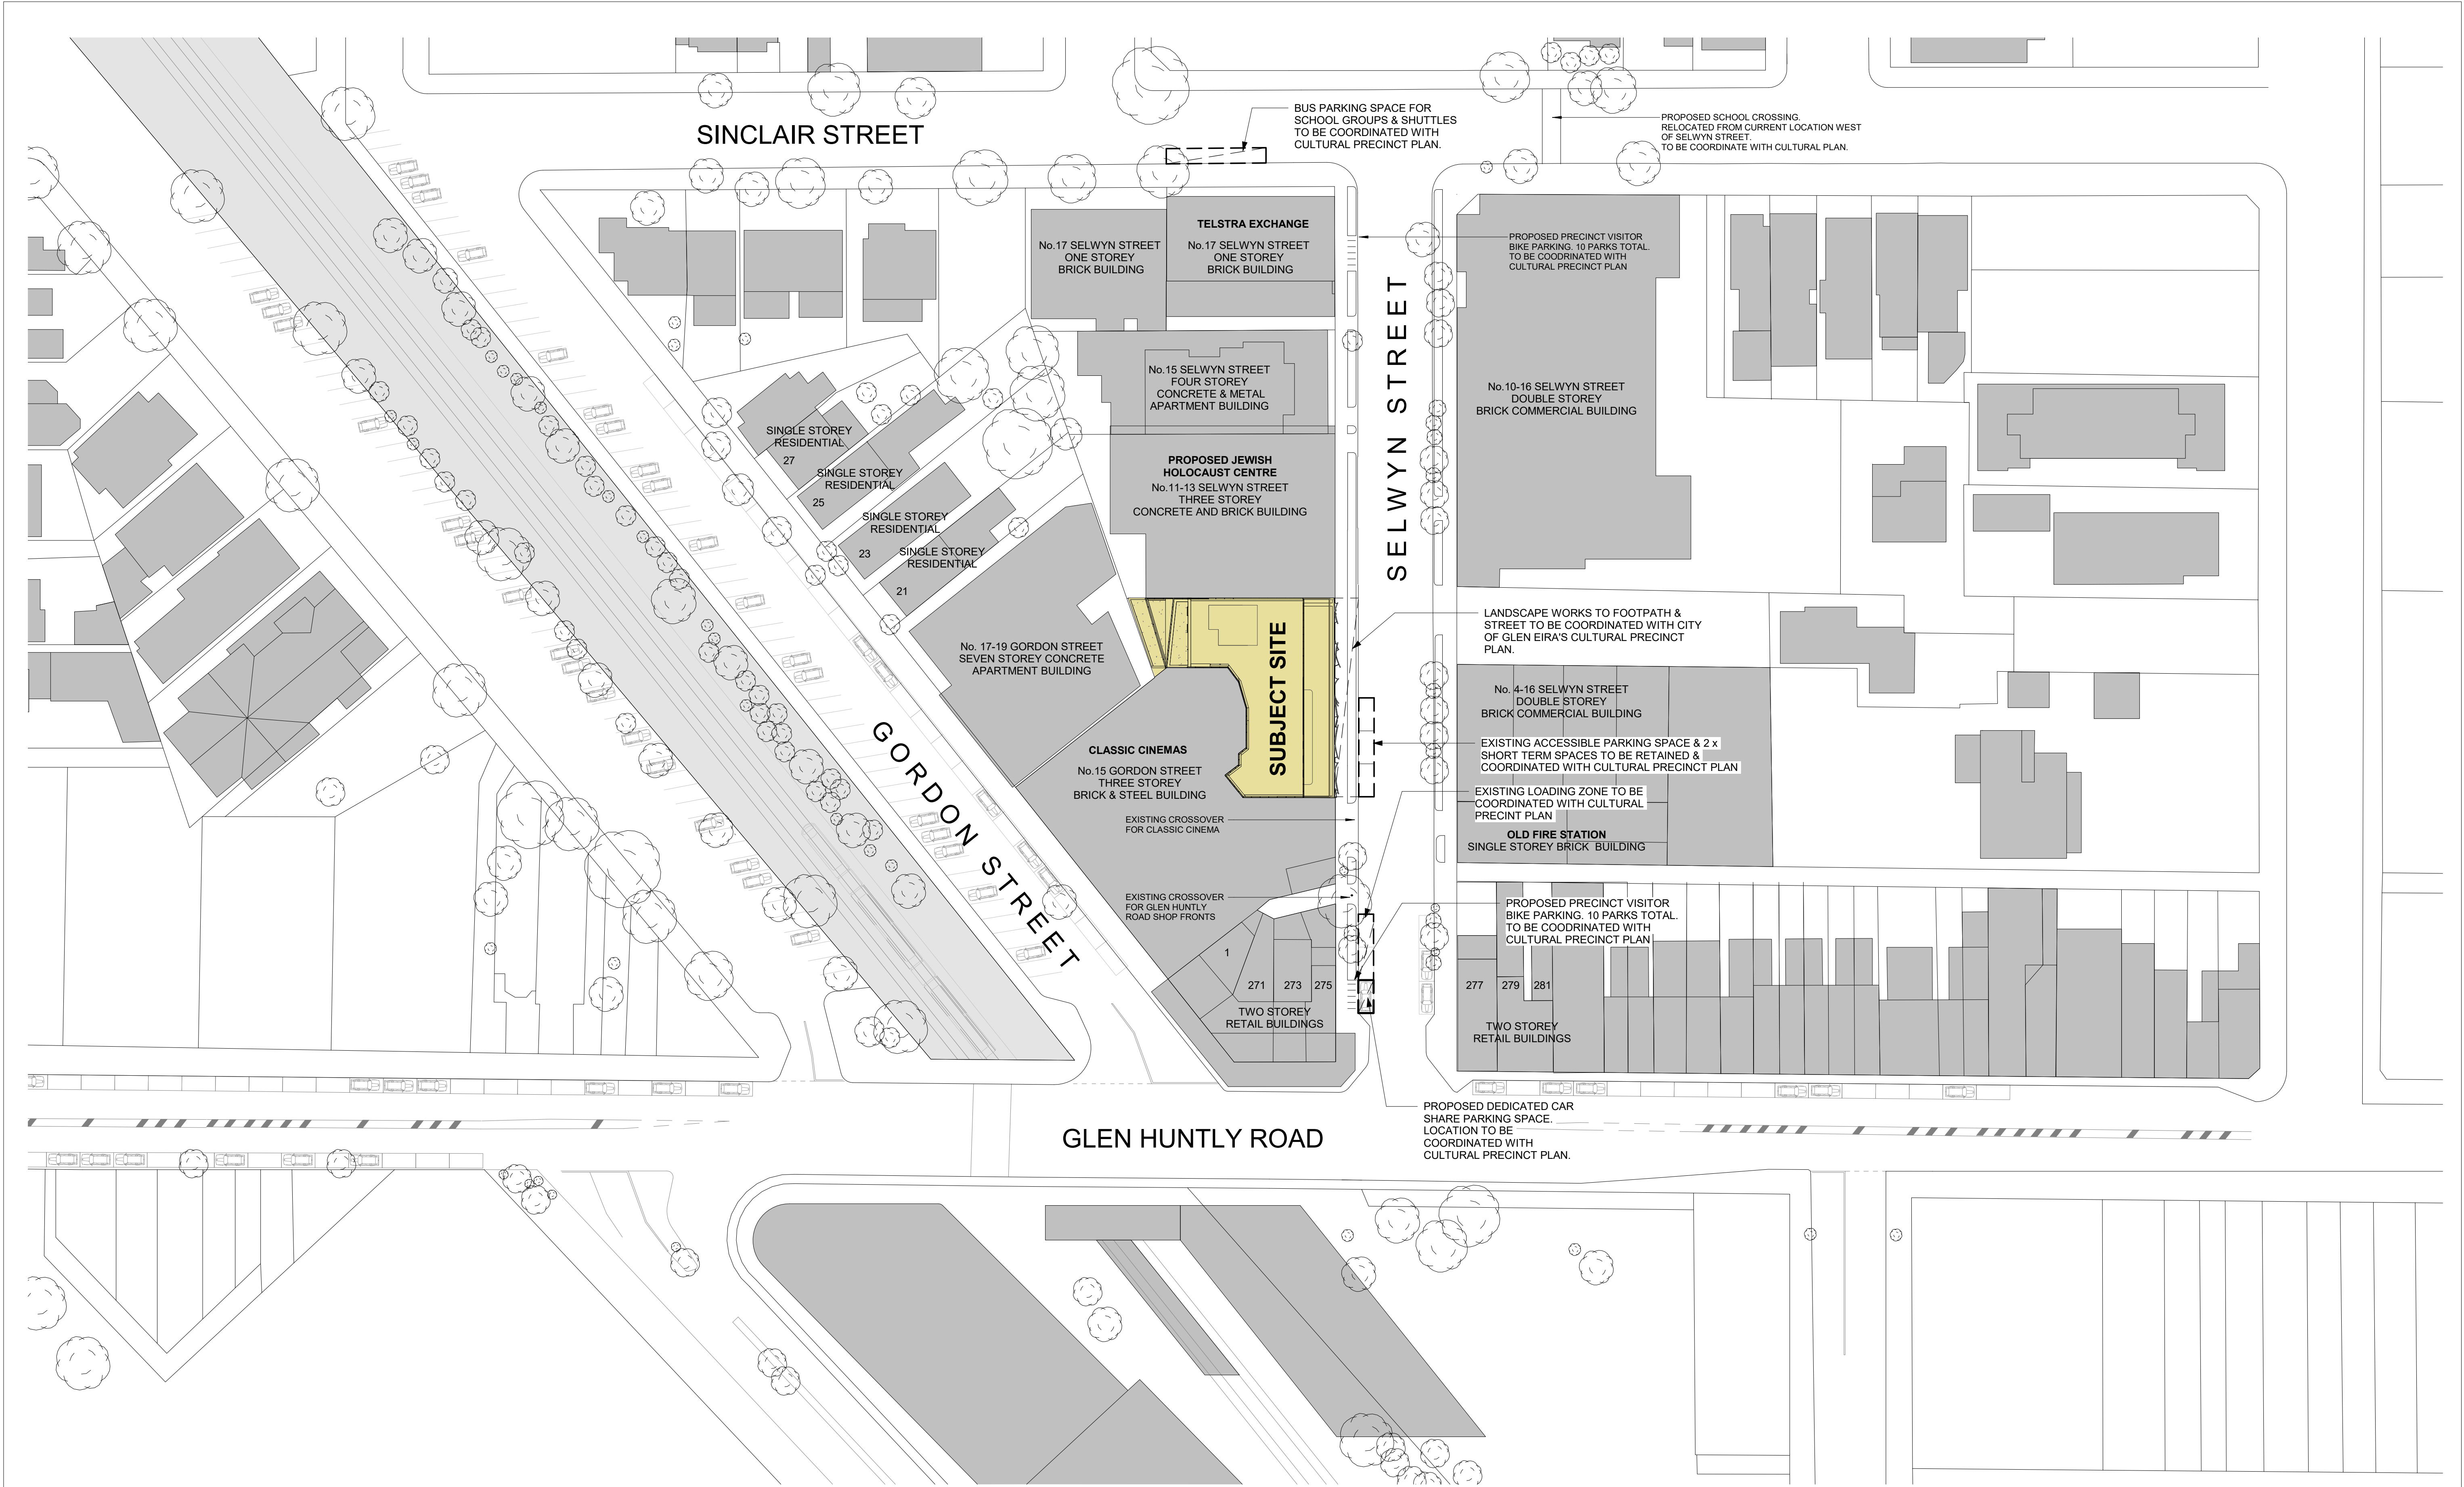 SINCLAIR STREET
BUS PARKING SPACE FOR
SCHOOL GROUPS & SHUTTLES
TO BE COORDINATED WITH
CULTURAL PRECINCT PLAN.
PROPOSED SCHOOL CROSSING.
RELOCATED FROM CURRENT LOCATION WEST
OF SELWYN STREET.
TO BE COORDINATE WITH CULTURAL PLAN.
No.17 SELWYN STREET
ONE STOREY
BRICK BUILDING
TELSTRA EXCHANGE
No.17 SELWYN STREET
ONE STOREY
BRICK BUILDING
PROPOSED PRECINCT VISITOR
BIKE PARKING. 10 PARKS TOTAL.
TO BE COODRINATED WITH
CULTURAL PRECINCT PLAN
SELWYN STREET
No.15 SELWYN STREET
FOUR STOREY
CONCRETE & METAL
APARTMENT BUILDING
No.10-16 SELWYN STREET
DOUBLE STOREY
BRICK COMMERCIAL BUILDING
SINGLE STOREY
RESIDENTIAL
27
SINGLE STOREY
RESIDENTIAL
25
SINGLE STOREY
RESIDENTIAL
23
SINGLE STOREY
RESIDENTIAL
21
PROPOSED JEWISH
HOLOCAUST CENTRE
No.11-13 SELWYN STREET
THREE STOREY
CONCRETE AND BRICK BUILDING
No. 17-19 GORDON STREET
SEVEN STOREY CONCRETE
APARTMENT BUILDING
SUBJECT SITE
LANDSCAPE WORKS TO FOOTPATH &
STREET TO BE COORDINATED WITH CITY
OF GLEN EIRA'S CULTURAL PRECINCT
PLAN.
No. 4-16 SELWYN STREET
DOUBLE STOREY
BRICK COMMERCIAL BUILDING
EXISTING ACCESSIBLE PARKING SPACE & 2 x
SHORT TERM SPACES TO BE RETAINED &
COORDINATED WITH CULTURAL PRECINCT PLAN
EXISTING LOADING ZONE TO BE
COORDINATED WITH CULTURAL
PRECINT PLAN
OLD FIRE STATION
SINGLE STOREY BRICK BUILDING
GORDON STREET
CLASSIC CINEMAS
No.15 GORDON STREET
THREE STOREY
BRICK & STEEL BUILDING
EXISTING CROSSOVER
FOR CLASSIC CINEMA
EXISTING CROSSOVER
FOR GLEN HUNTLY
ROAD SHOP FRONTS
PROPOSED PRECINCT VISITOR
BIKE PARKING. 10 PARKS TOTAL.
TO BE COODRINATED WITH
CULTURAL PRECINCT PLAN
1
271
273
275
TWO STOREY
RETAIL BUILDINGS
277
279
281
TWO STOREY
RETAIL BUILDINGS
PROPOSED DEDICATED CAR
SHARE PARKING SPACE.
LOCATION TO BE
COORDINATED WITH
CULTURAL PRECINCT PLAN.
GLEN HUNTLY ROAD